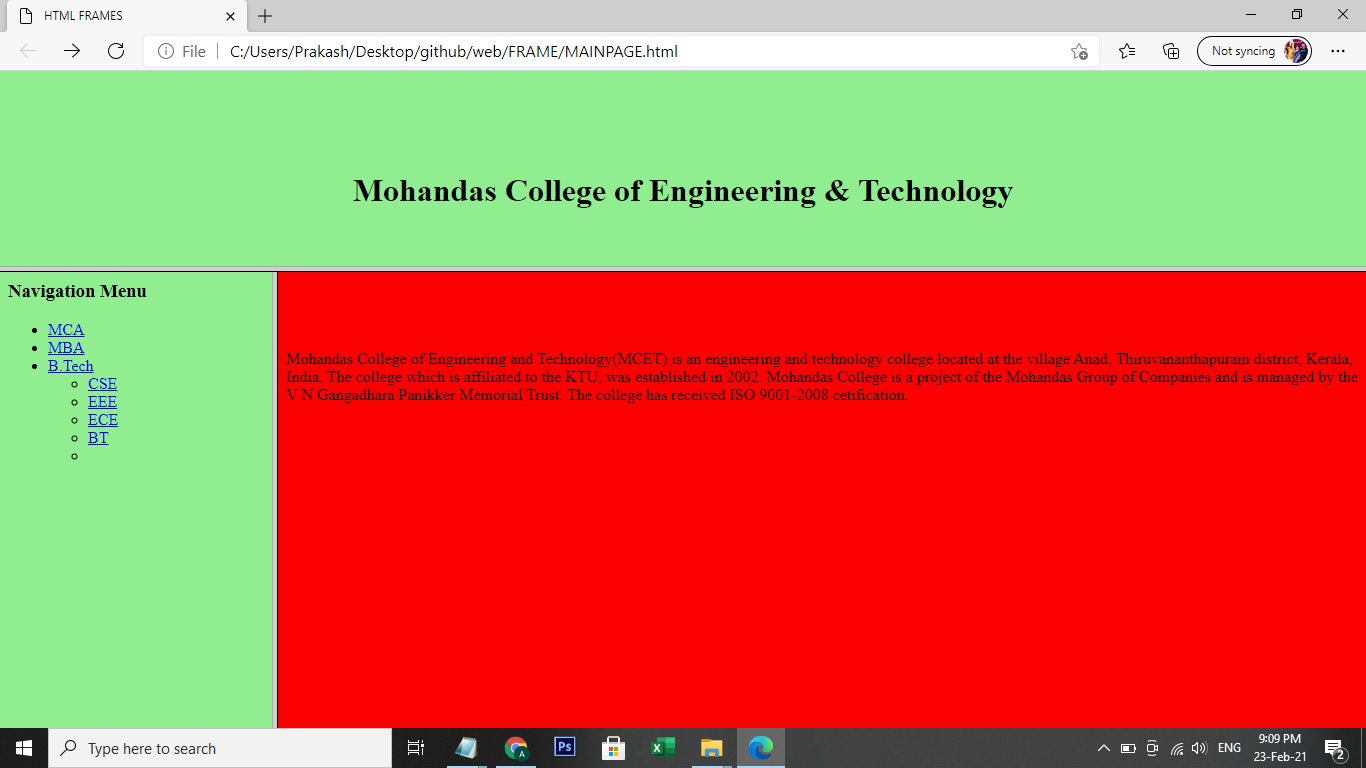 HTML FRAMES
File
C:/Users/Prakash/Desktop/github/web/FRAME/MAINPAGE.html
Not syncing
Mohandas College of Engineering & Technology
Navigation Menu
MCA
MBA
B.Tech
CSE
EEE
ECE
BT
Mohandas College of Engineering and Technology(MCET) is an engineering and technology college located at the village Anad, Thiruvananthapuram district, Kerala,
India. The college which is affiliated to the KTU, was established in 2002. Mohandas College is a project of the Mohandas Group of Companies and is managed by the
V N Gangadhara Panikker Memorial Trust. The college has received ISO 9001-2008 cetification.
Type here to search
A
Ps
ENG
9:09 PM
23-Feb-21
2